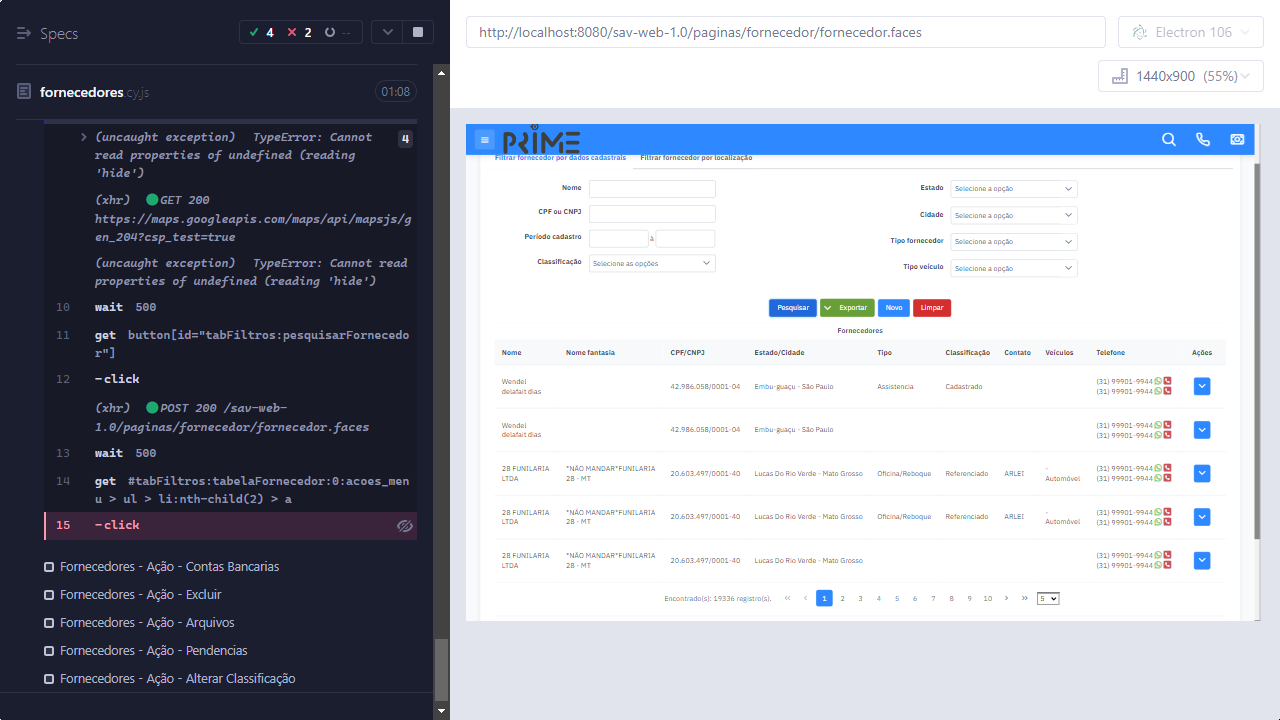 Specs
4
2
--
fornecedores.cy.js
01:08
(uncaught exception) TypeError: Cannot read properties of undefined (reading 'hide')
4
(xhr) GET 200 https://maps.googleapis.com/maps/api/mapsjs/gen_204?csp_test=true
(uncaught exception) TypeError: Cannot read properties of undefined (reading 'hide')
10 wait 500
11 get button[id="tabFiltros:pesquisarFornecedor"]
12 -click
(xhr) POST 200 /sav-web-1.0/paginas/fornecedor/fornecedor.faces
13 wait 500
14 get #tabFiltros:tabelaFornecedor:0:acoes_menu > ul > li:nth-child(2) > a
15 -click
Fornecedores - Ação - Contas Bancarias
Fornecedores - Ação - Excluir
Fornecedores - Ação - Arquivos
Fornecedores - Ação - Pendencias
Fornecedores - Ação - Alterar Classificação
http://localhost:8080/sav-web-1.0/paginas/fornecedor/fornecedor.faces
Electron 106
1440x900 (55%)
PRIME
Filtrar fornecedor por dados cadastrais
Filtrar fornecedor por localização
Nome
Estado Selecione a opção
CPF ou CNPJ
Cidade Selecione a opção
Período cadastro à
Tipo fornecedor Selecione a opção
Classificação Selecione as opções
Tipo veículo Selecione a opção
Pesquisar Exportar Novo Limpar
Fornecedores
Nome Nome fantasia CPF/CNPJ Estado/Cidade Tipo Classificação Contato Veículos Telefone Ações
Wendel delafait dias 42.986.058/0001-04 Embu-guaçu - São Paulo Assistencia Cadastrado (31) 99901-9944 (31) 99901-9944
Wendel delafait dias 42.986.058/0001-04 Embu-guaçu - São Paulo (31) 99901-9944 (31) 99901-9944
28 FUNILARIA LTDA *NÃO MANDAR*FUNILARIA 28 - MT 20.603.497/0001-40 Lucas Do Rio Verde - Mato Grosso Oficina/Reboque Referenciado ARLEI - Automóvel (31) 99901-9944 (31) 99901-9944
28 FUNILARIA LTDA *NÃO MANDAR*FUNILARIA 28 - MT 20.603.497/0001-40 Lucas Do Rio Verde - Mato Grosso Oficina/Reboque Referenciado ARLEI - Automóvel (31) 99901-9944 (31) 99901-9944
28 FUNILARIA LTDA *NÃO MANDAR*FUNILARIA 28 - MT 20.603.497/0001-40 Lucas Do Rio Verde - Mato Grosso (31) 99901-9944 (31) 99901-9944
Encontrado(s): 19336 registro(s). 1 2 3 4 5 6 7 8 9 10 5